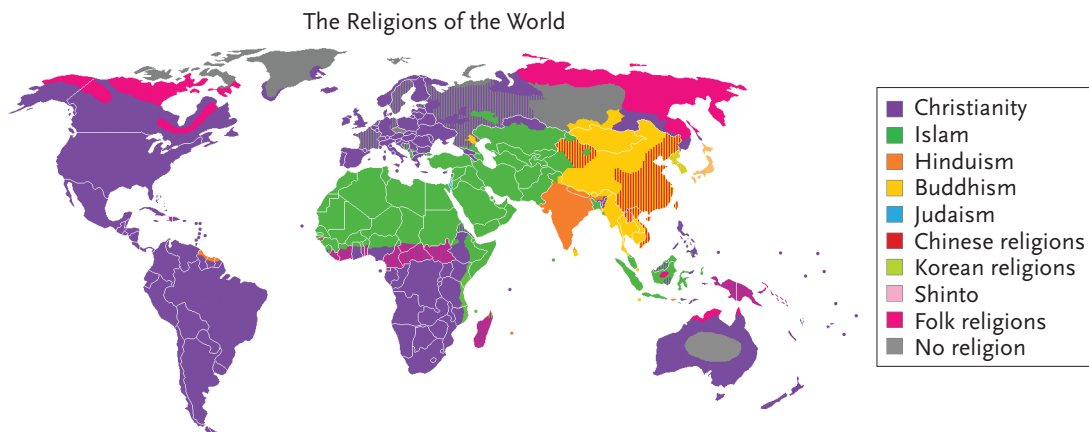 The Religions of the World
Christianity
Islam
Hinduism
Buddhism
Judaism
Chinese religions
Korean religions
Shinto
Folk religions
No religion